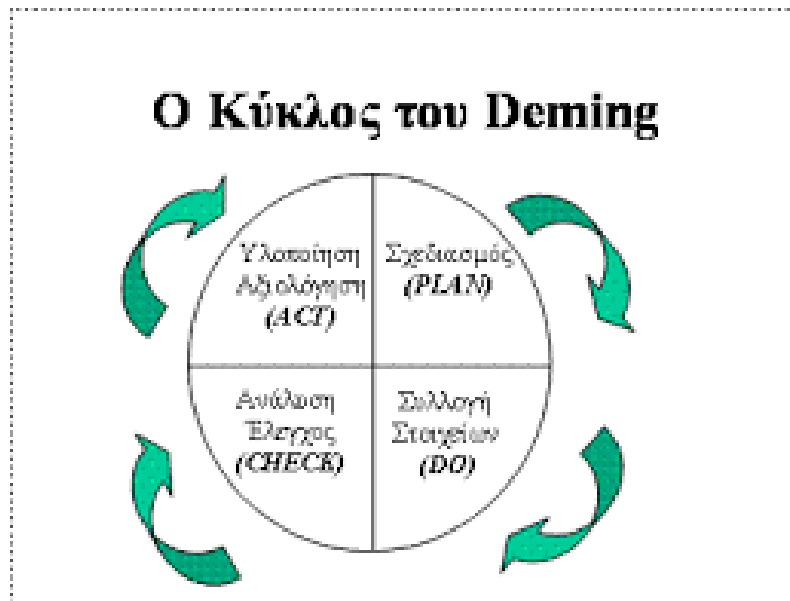 Ο Κύκλος του Deming
Υλοποίηση
Αξιολόγηση
(ACT)
Σχεδιασμός
(PLAN)
Ανάλυση
Έλεγχος
(CHECK)
Συλλογή
Στοιχείων
(DO)